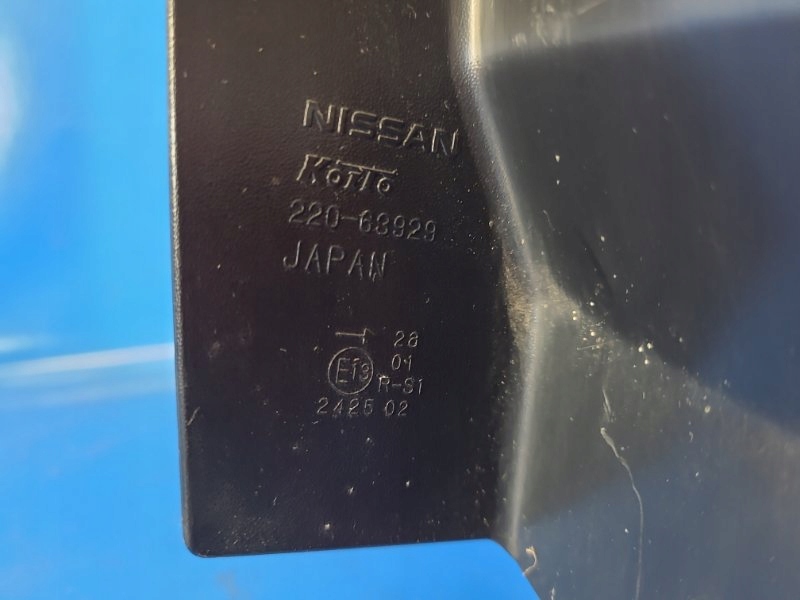 NISSAN
KOITO
220-63929
JAPAN
28
01
E13
R-S1
2425 02